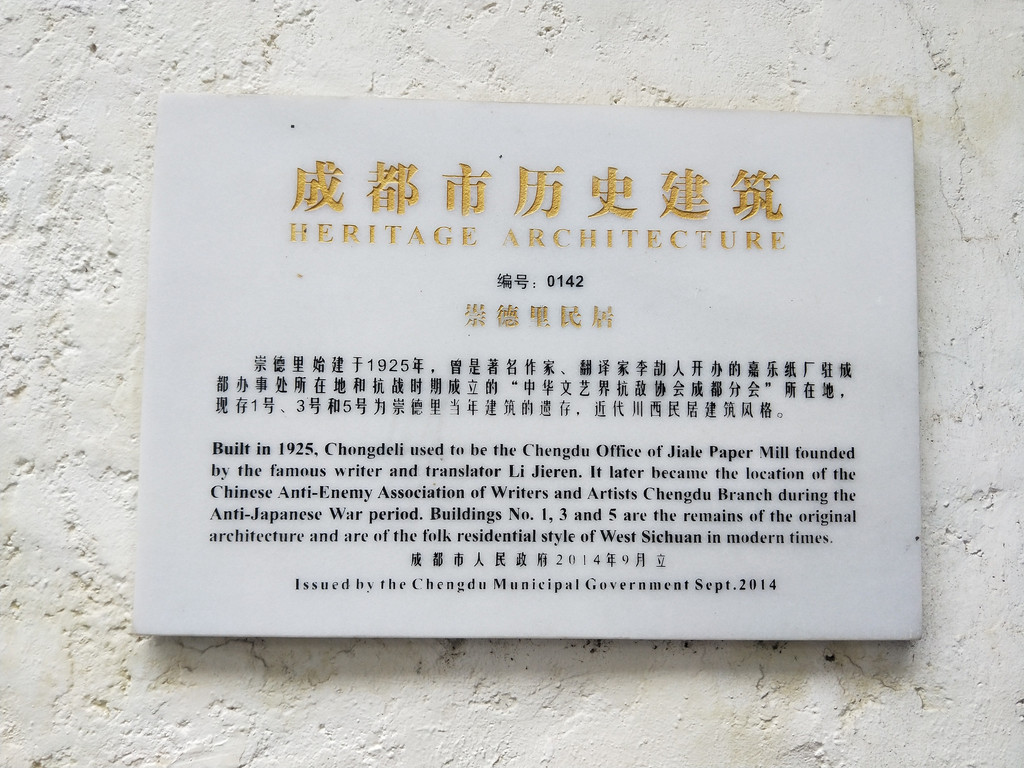 成都市历史建筑
HERITAGE ARCHITECTURE
编号：0142
崇德里民居
崇德里始建于1925年，曾是著名作家、翻译家李劼人开办的嘉乐纸厂驻成
都办事处所在地和抗战时期成立的“中华文艺界抗敌协会成都分会”所在地，
现存1号、3号和5号为崇德里当年建筑的遗存，近代川西民居建筑风格。
Built in 1925, Chongdeli used to be the Chengdu Office of Jiale Paper Mill founded
by the famous writer and translator Li Jieren. It later became the location of the
Chinese Anti-Enemy Association of Writers and Artists Chengdu Branch during the
Anti-Japanese War period. Buildings No. 1, 3 and 5 are the remains of the original
architecture and are of the folk residential style of West Sichuan in modern times.
成都市人民政府2014年9月立
Issued by the Chengdu Municipal Government Sept.2014